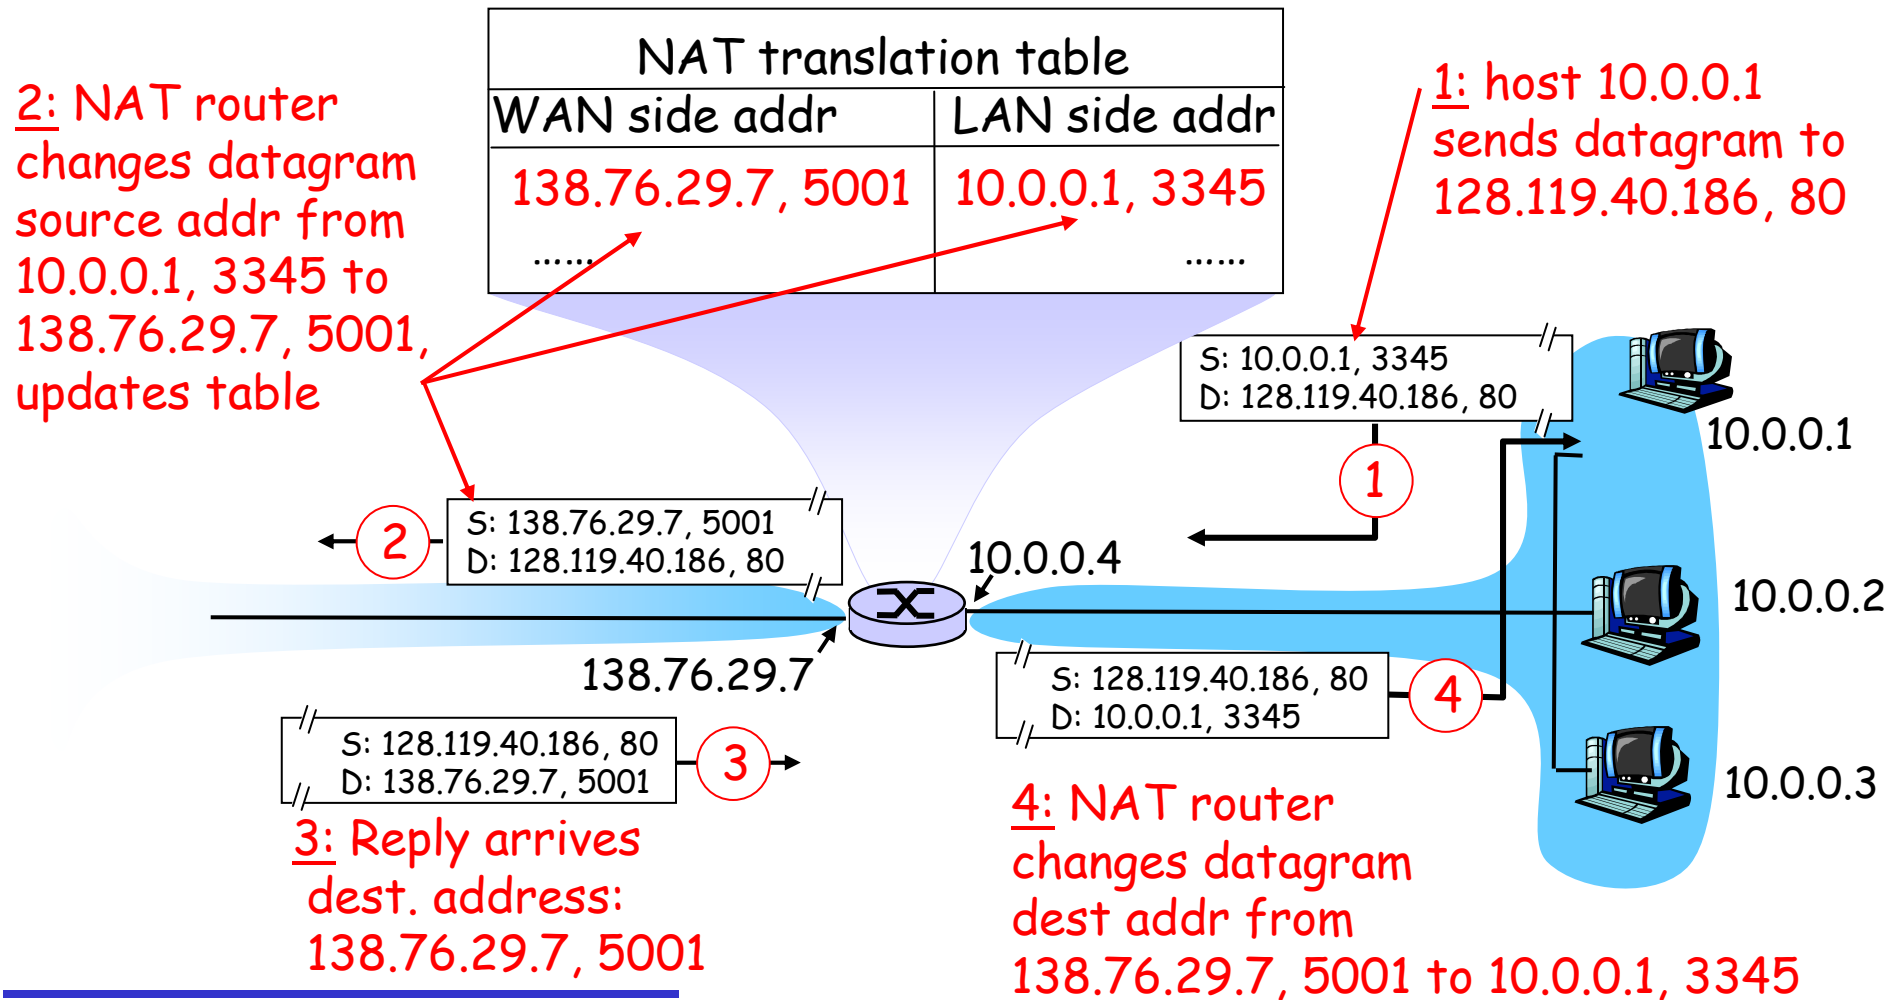 NAT translation table
WAN side addr LAN side addr
138.76.29.7, 5001 10.0.0.1, 3345
...... ......
2: NAT router
changes datagram
source addr from
10.0.0.1, 3345 to
138.76.29.7, 5001,
updates table
1: host 10.0.0.1
sends datagram to
128.119.40.186, 80
S: 10.0.0.1, 3345
D: 128.119.40.186, 80
1
10.0.0.1
S: 138.76.29.7, 5001
D: 128.119.40.186, 80
2
10.0.0.4
10.0.0.2
138.76.29.7
S: 128.119.40.186, 80
D: 10.0.0.1, 3345
4
S: 128.119.40.186, 80
D: 138.76.29.7, 5001
3
10.0.0.3
3: Reply arrives
dest. address:
138.76.29.7, 5001
4: NAT router
changes datagram
dest addr from
138.76.29.7, 5001 to 10.0.0.1, 3345